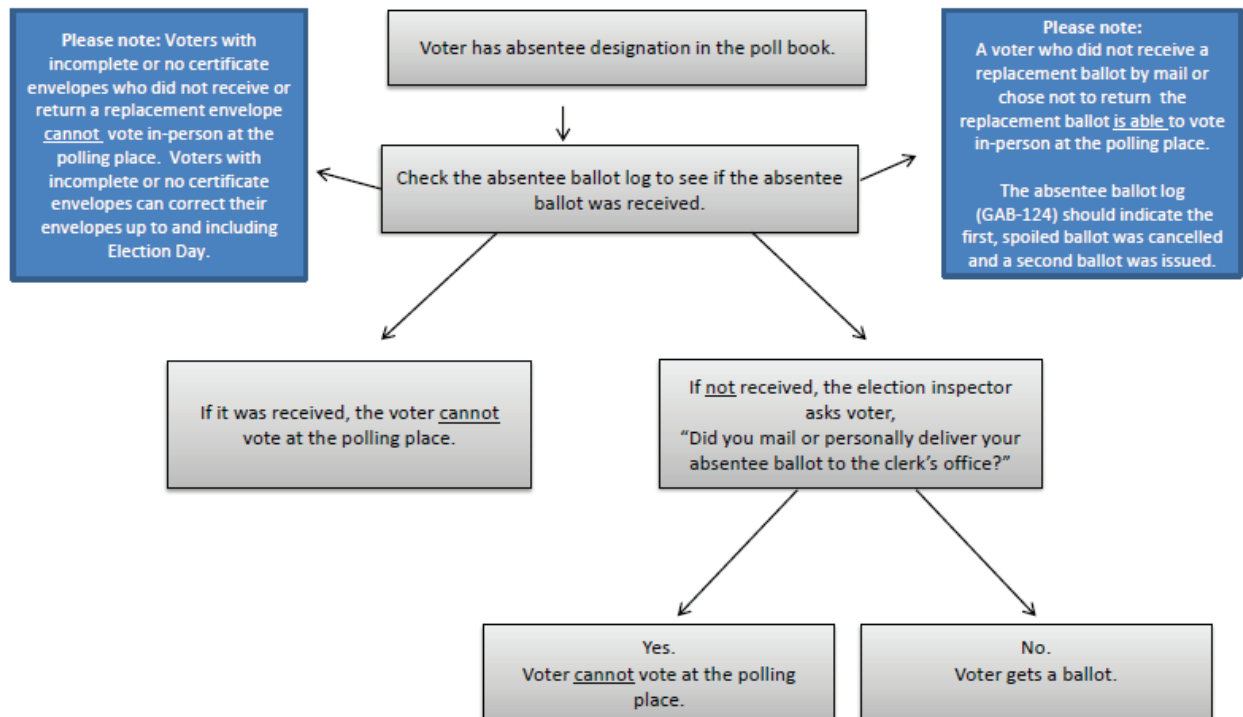 Please note: Voters with
incomplete or no certificate
envelopes who did not receive or
return a replacement envelope
cannot vote in-person at the
polling place. Voters with
incomplete or no certificate
envelopes can correct their
envelopes up to and including
Election Day.
Voter has absentee designation in the poll book.
Please note:
A voter who did not receive a
replacement ballot by mail or
chose not to return the
replacement ballot is able to vote
in-person at the polling place.
The absentee ballot log
(GAB-124) should indicate the
first, spoiled ballot was cancelled
and a second ballot was issued.
Check the absentee ballot log to see if the absentee
ballot was received.
If it was received, the voter cannot
vote at the polling place.
If not received, the election inspector
asks voter,
“Did you mail or personally deliver your
absentee ballot to the clerk’s office?”
Yes.
Voter cannot vote at the polling
place.
No.
Voter gets a ballot.